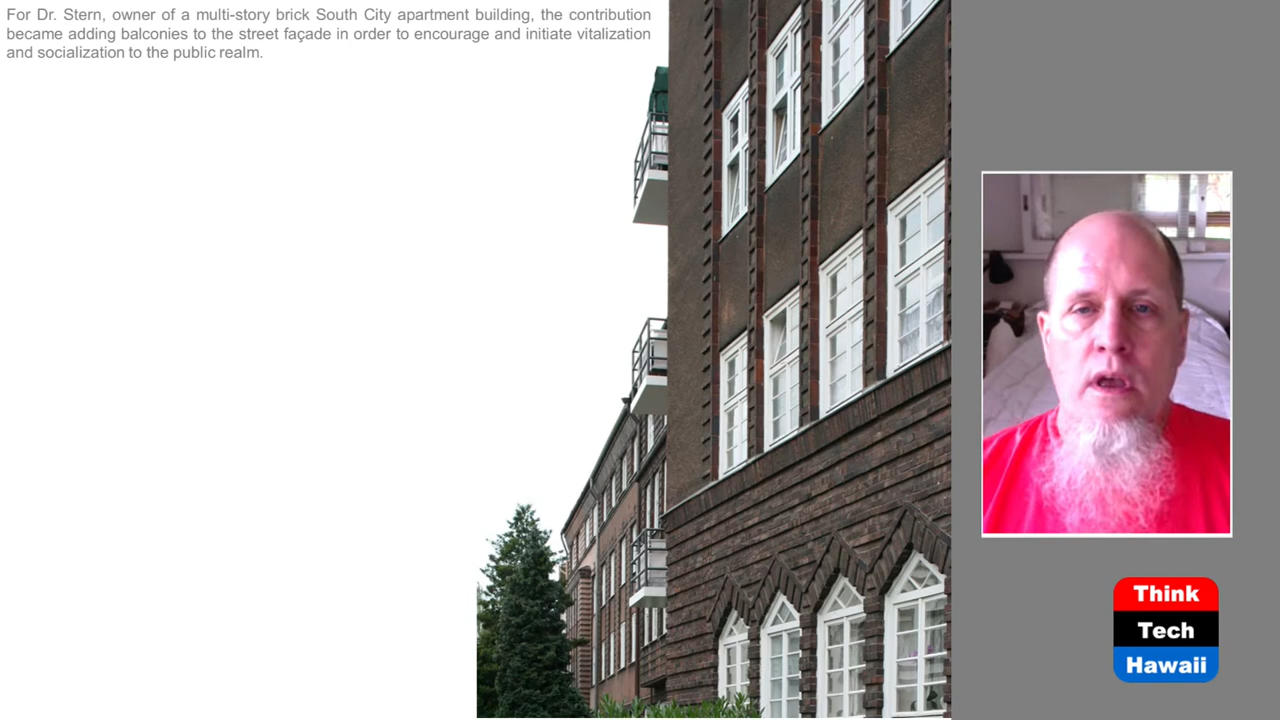 For Dr. Stern, owner of a multi-story brick South City apartment building, the contribution
became adding balconies to the street façade in order to encourage and initiate vitalization
and socialization to the public realm.
Think
Tech
Hawaii